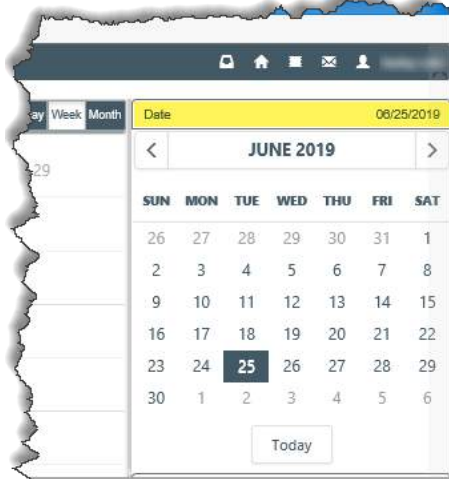 ay Week Month
29
Date 06/25/2019
< JUNE 2019 >
SUN MON TUE WED THU FRI SAT
26 27 28 29 30 31 1
2 3 4 5 6 7 8
9 10 11 12 13 14 15
16 17 18 19 20 21 22
23 24 25 26 27 28 29
30 1 2 3 4 5 6
Today